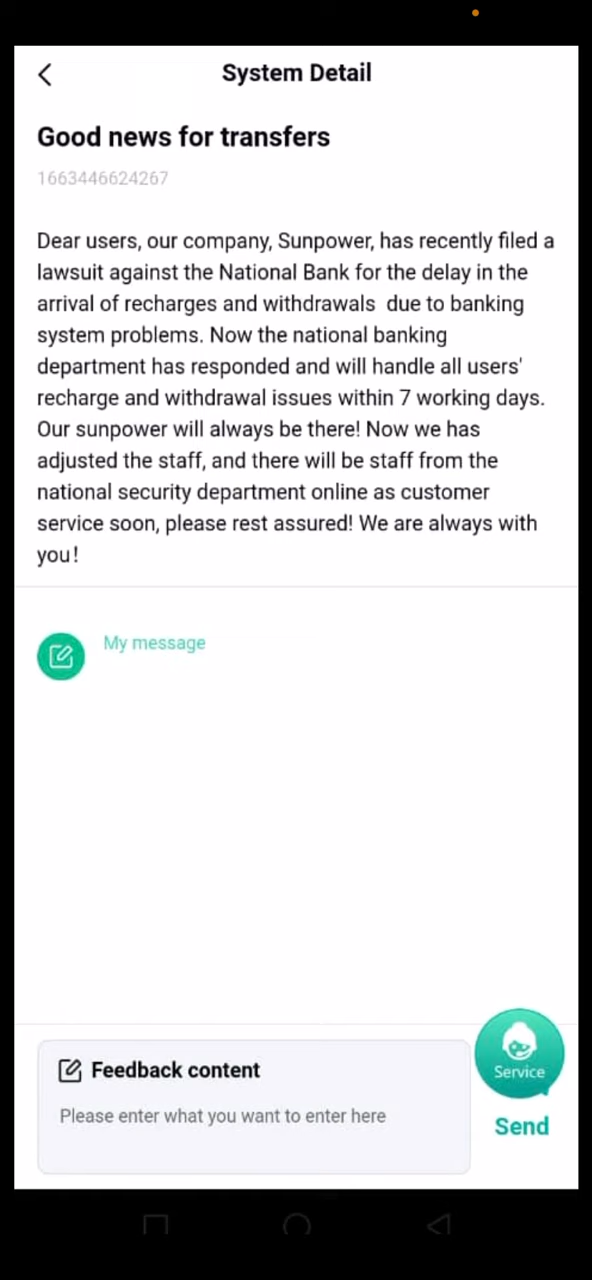 System Detail
Good news for transfers
1663446624267
Dear users, our company, Sunpower, has recently filed a
lawsuit against the National Bank for the delay in the
arrival of recharges and withdrawals  due to banking
system problems. Now the national banking
department has responded and will handle all users'
recharge and withdrawal issues within 7 working days.
Our sunpower will always be there! Now we has
adjusted the staff, and there will be staff from the
national security department online as customer
service soon, please rest assured! We are always with
you!
My message
Feedback content
Please enter what you want to enter here
Service
Send